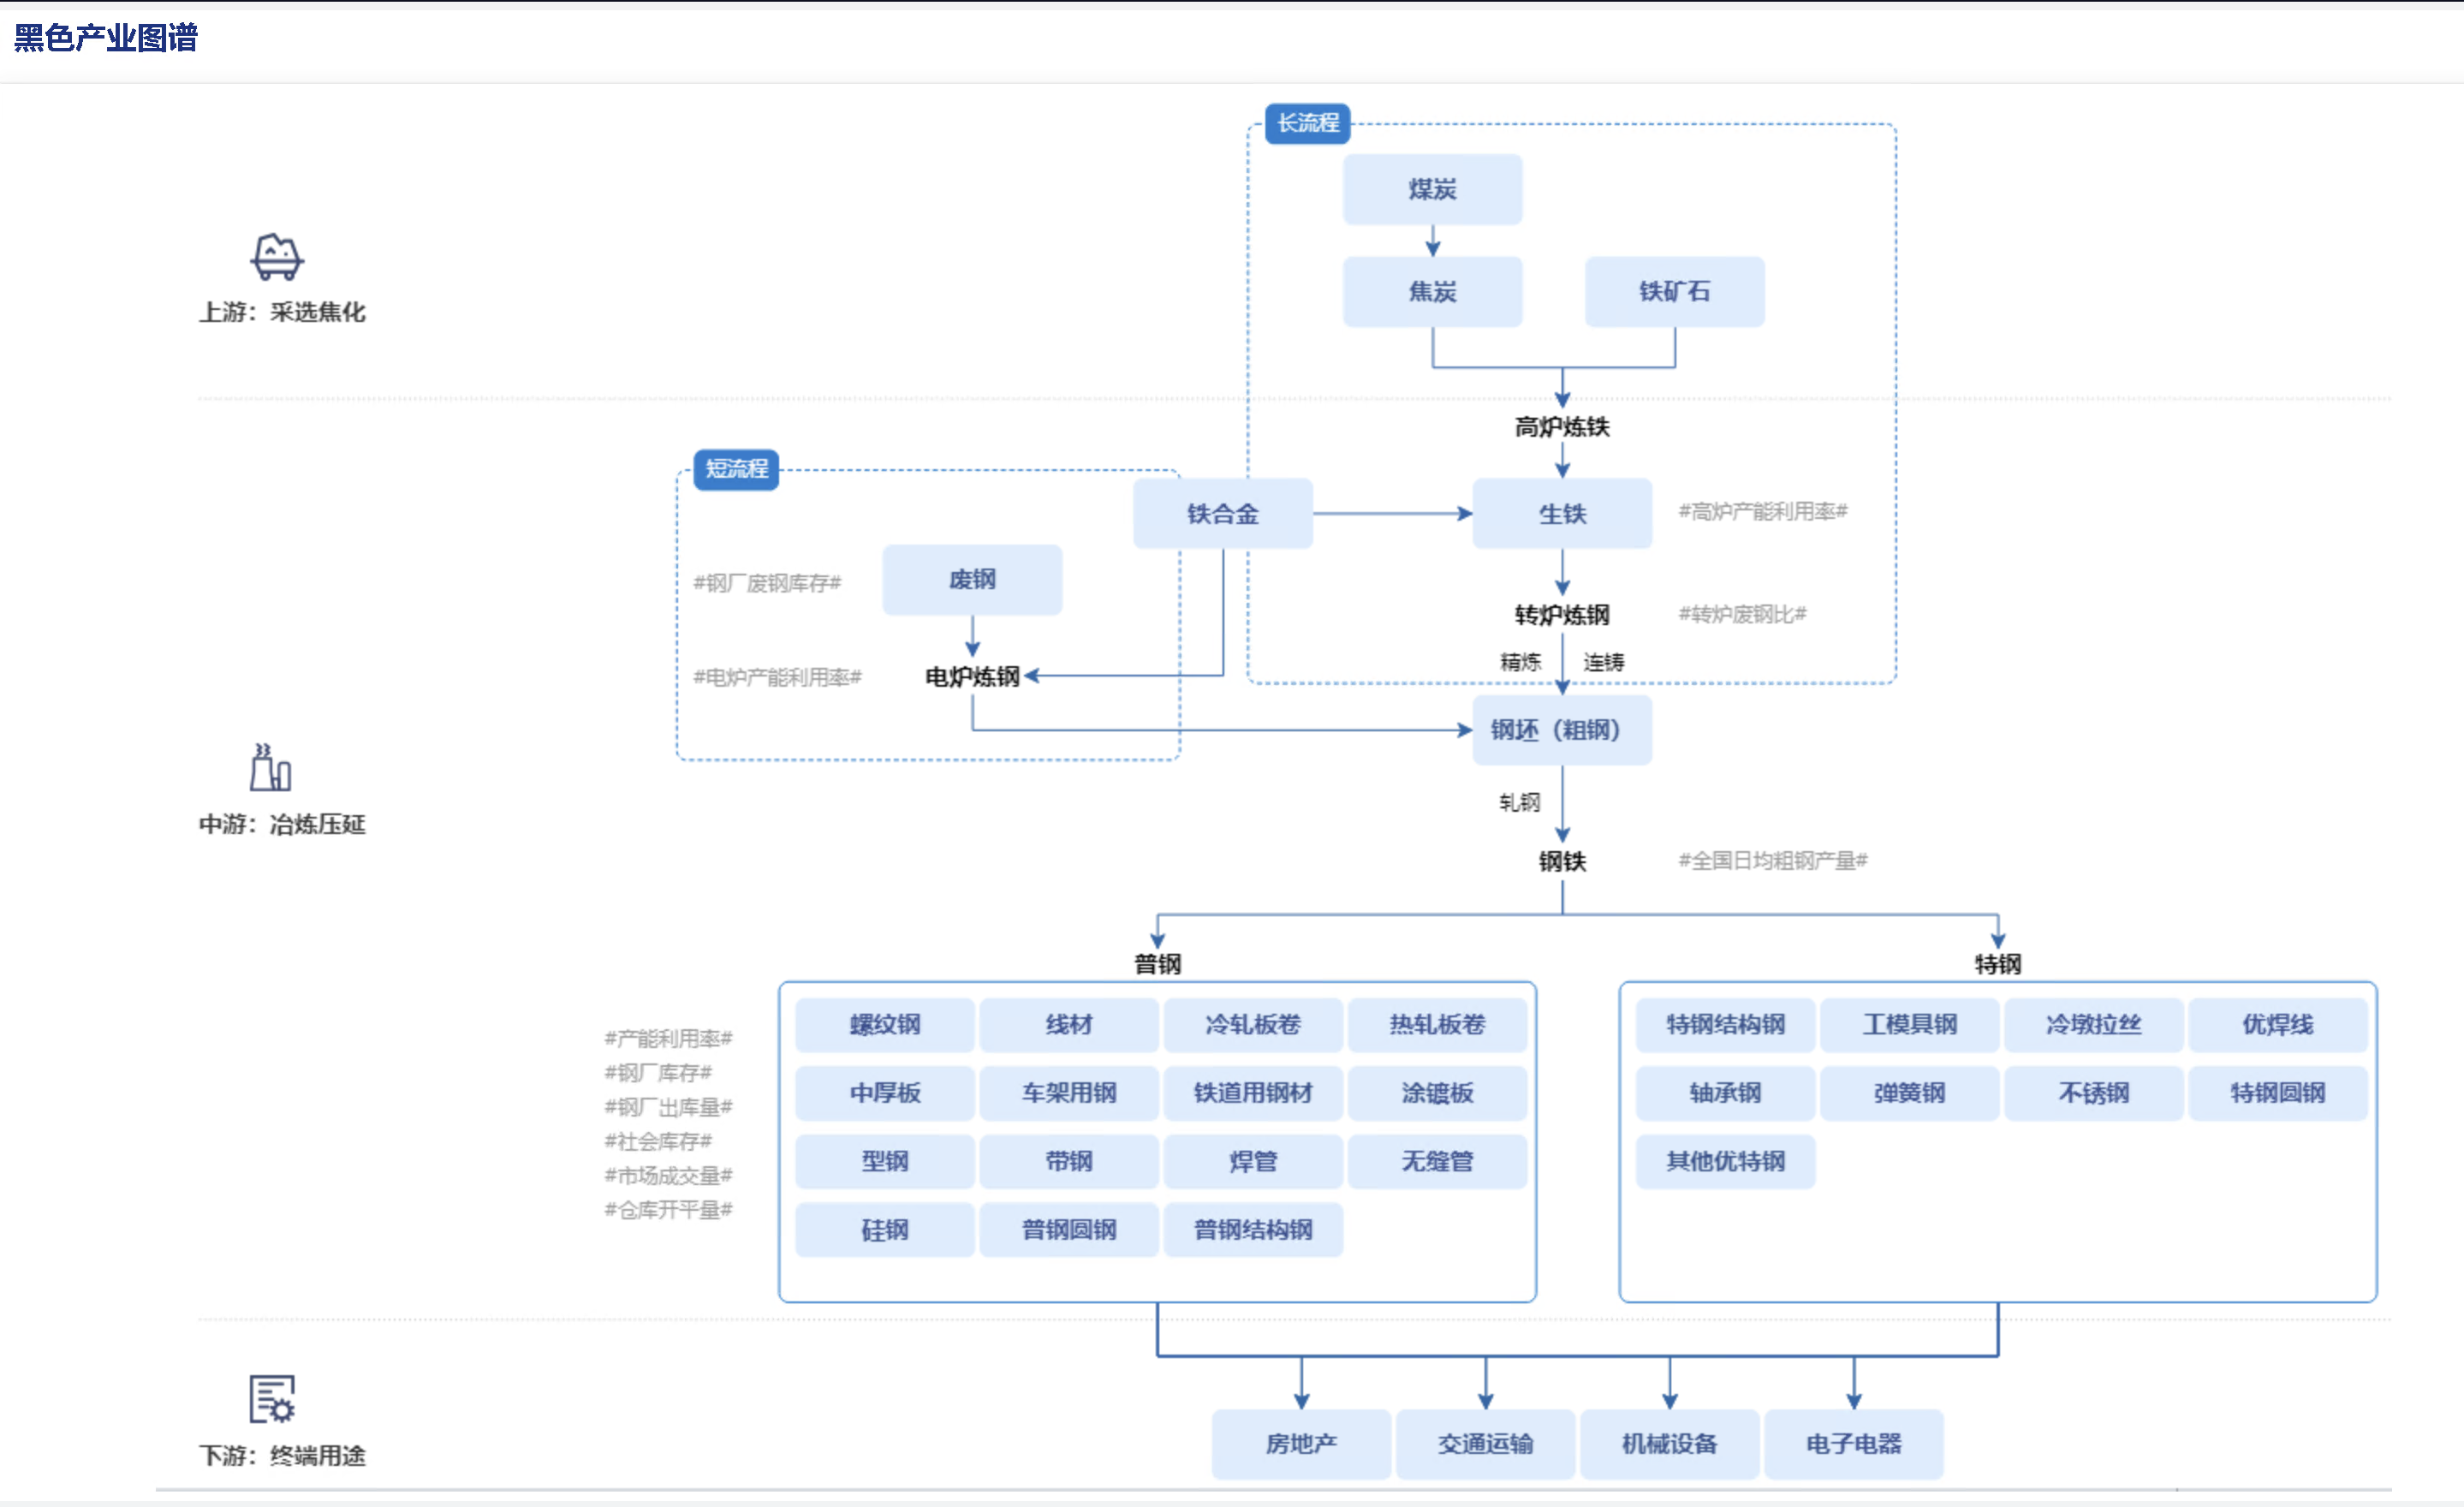 黑色产业图谱
长流程
煤炭
焦炭
铁矿石
上游：采选焦化
高炉炼铁
短流程
铁合金
生铁
#高炉产能利用率#
#钢厂废钢库存#
废钢
转炉炼钢
#转炉废钢比#
精炼
连铸
#电炉产能利用率#
电炉炼钢
钢坯（粗钢）
轧钢
中游：冶炼压延
钢铁
#全国日均粗钢产量#
普钢
特钢
#产能利用率#
#钢厂库存#
#钢厂出库量#
#社会库存#
#市场成交量#
#仓库开平量#
螺纹钢
线材
冷轧板卷
热轧板卷
中厚板
车架用钢
铁道用钢材
涂镀板
型钢
带钢
焊管
无缝管
硅钢
普钢圆钢
普钢结构钢
特钢结构钢
工模具钢
冷墩拉丝
优焊线
轴承钢
弹簧钢
不锈钢
特钢圆钢
其他优特钢
下游：终端用途
房地产
交通运输
机械设备
电子电器